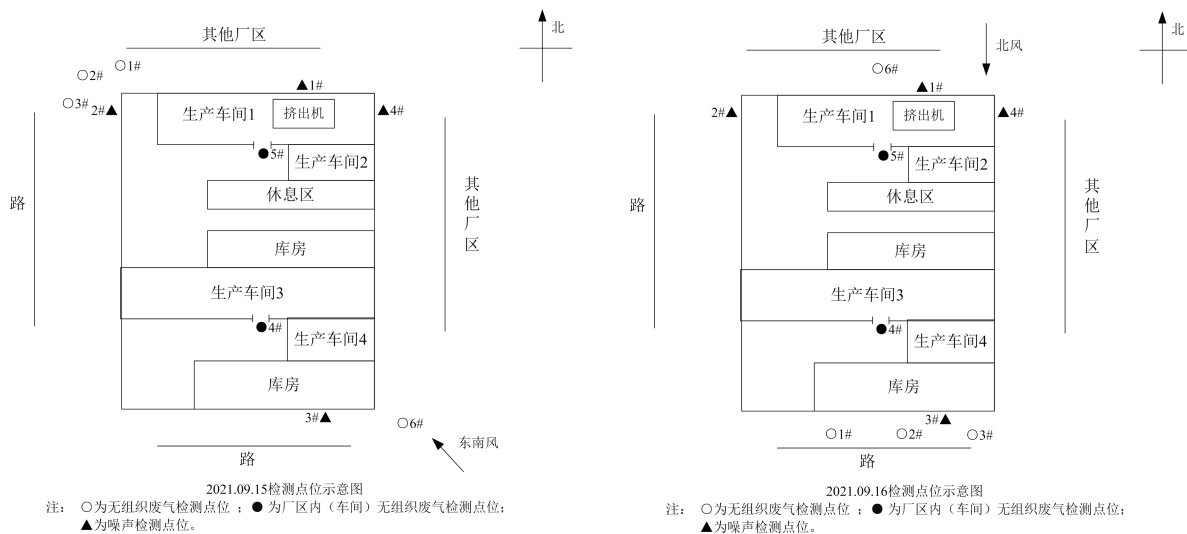 其他厂区
北
○1#
○2#
○3#
▲1#
2#▲
▲4#
生产车间1
挤出机
●5#
生产车间2
休息区
路
其他厂区
库房
生产车间3
●4#
生产车间4
库房
3#▲
○6#
东南风
路
2021.09.15检测点位示意图
注： ○为无组织废气检测点位 ；● 为厂区内（车间）无组织废气检测点位；
▲为噪声检测点位。
其他厂区
北风
北
○6#
▲1#
2#▲
▲4#
生产车间1
挤出机
●5#
生产车间2
休息区
路
其他厂区
库房
生产车间3
●4#
生产车间4
库房
3#▲
○1#
○2#
○3#
路
2021.09.16检测点位示意图
注： ○为无组织废气检测点位 ；● 为厂区内（车间）无组织废气检测点位；
▲为噪声检测点位。